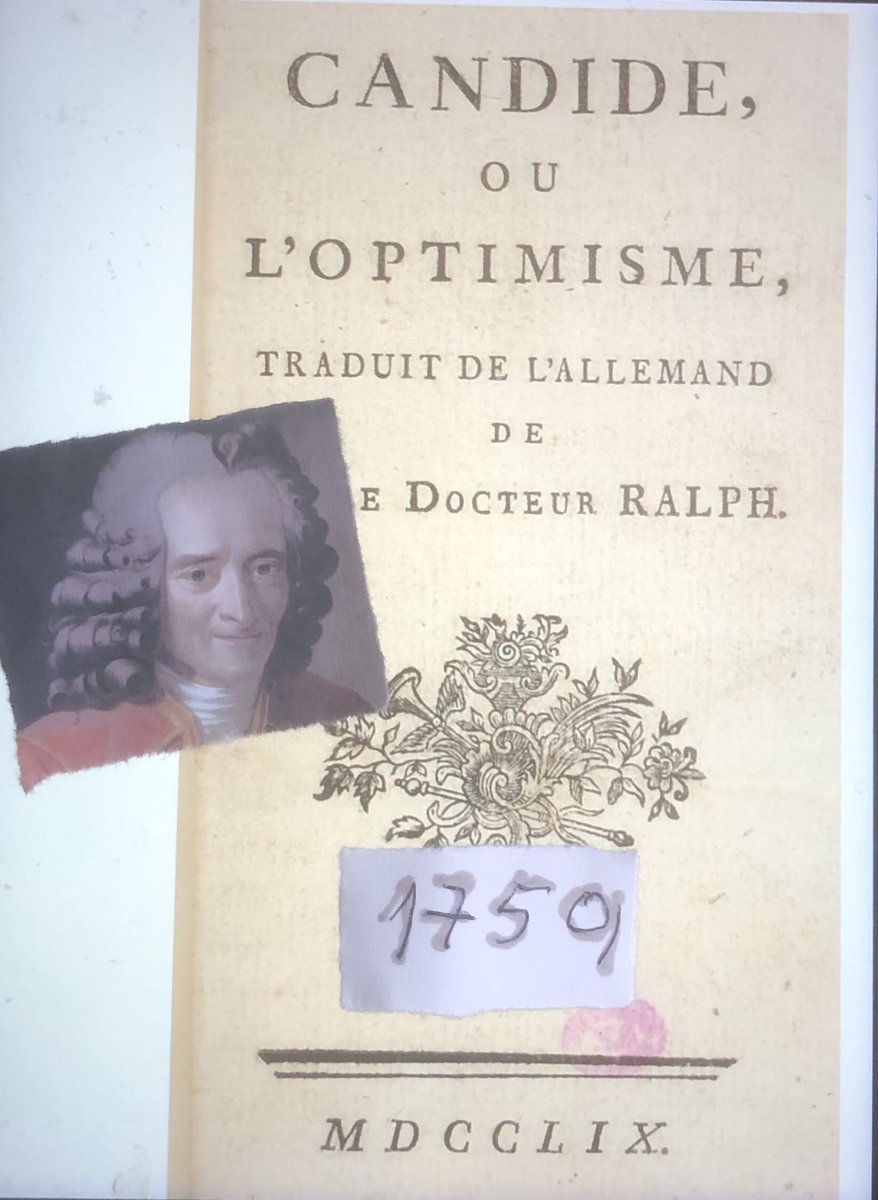 CANDIDE,
OU
L'OPTIMISME,
TRADUIT DE L'ALLEMAND
DE
E DOCTEUR RALPH.
1759
MDCCLIX.